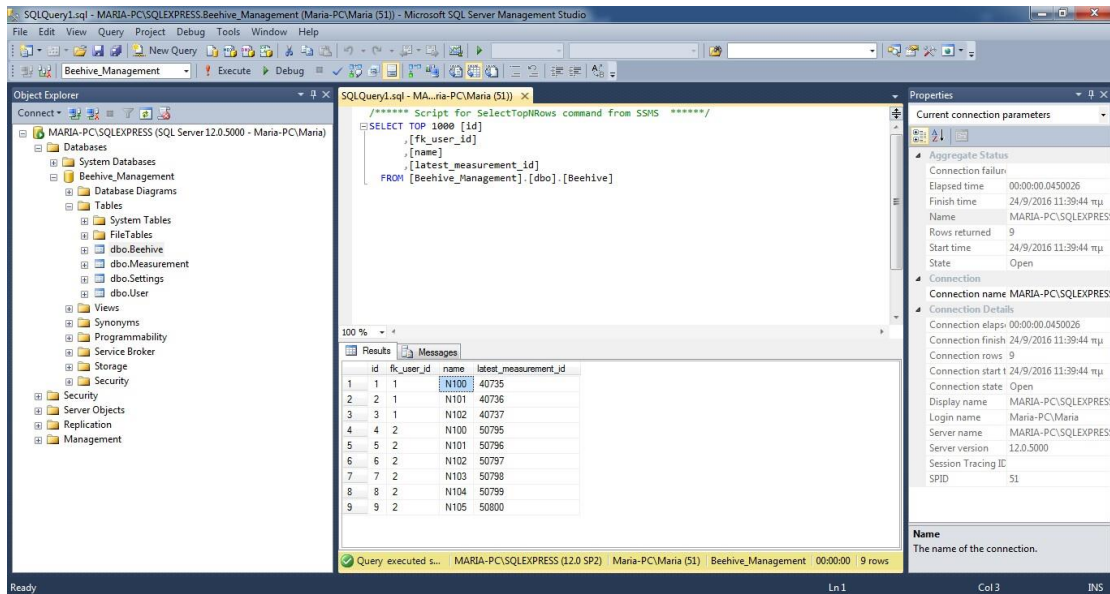 SQLQuery1.sql - MARIA-PC\SQLEXPRESS.Beehive_Management (Maria-PC\Maria (51)) - Microsoft SQL Server Management Studio
File Edit View Query Project Debug Tools Window Help
New Query
Beehive_Management Execute Debug
Object Explorer
Connect
MARIA-PC\SQLEXPRESS (SQL Server 12.0.5000 - Maria-PC\Maria)
Databases
System Databases
Beehive_Management
Database Diagrams
Tables
System Tables
FileTables
dbo.Beehive
dbo.Measurement
dbo.Settings
dbo.User
Views
Synonyms
Programmability
Service Broker
Storage
Security
Security
Server Objects
Replication
Management
SQLQuery1.sql - MA...ria-PC\Maria (51))
/****** Script for SelectTopNRows command from SSMS ******/
SELECT TOP 1000 [id]
,[fk_user_id]
,[name]
,[latest_measurement_id]
FROM [Beehive_Management].[dbo].[Beehive]
100 %
Results Messages
id fk_user_id name latest_measurement_id
1 1 1 N100 40735
2 2 1 N101 40736
3 3 1 N102 40737
4 4 2 N100 50795
5 5 2 N101 50796
6 6 2 N102 50797
7 7 2 N103 50798
8 8 2 N104 50799
9 9 2 N105 50800
Query executed s... MARIA-PC\SQLEXPRESS (12.0 SP2) Maria-PC\Maria (51) Beehive_Management 00:00:00 9 rows
Properties
Current connection parameters
Aggregate Status
Connection failure
Elapsed time 00:00:00.0450026
Finish time 24/9/2016 11:39:44 πμ
Name MARIA-PC\SQLEXPRES
Rows returned 9
Start time 24/9/2016 11:39:44 πμ
State Open
Connection
Connection name MARIA-PC\SQLEXPRES
Connection Details
Connection elaps 00:00:00.0450026
Connection finish 24/9/2016 11:39:44 πμ
Connection rows 9
Connection start t 24/9/2016 11:39:44 πμ
Connection state Open
Display name MARIA-PC\SQLEXPRES
Login name Maria-PC\Maria
Server name MARIA-PC\SQLEXPRES
Server version 12.0.5000
Session Tracing ID
SPID 51
Name
The name of the connection.
Ready Ln 1 Col 3 INS